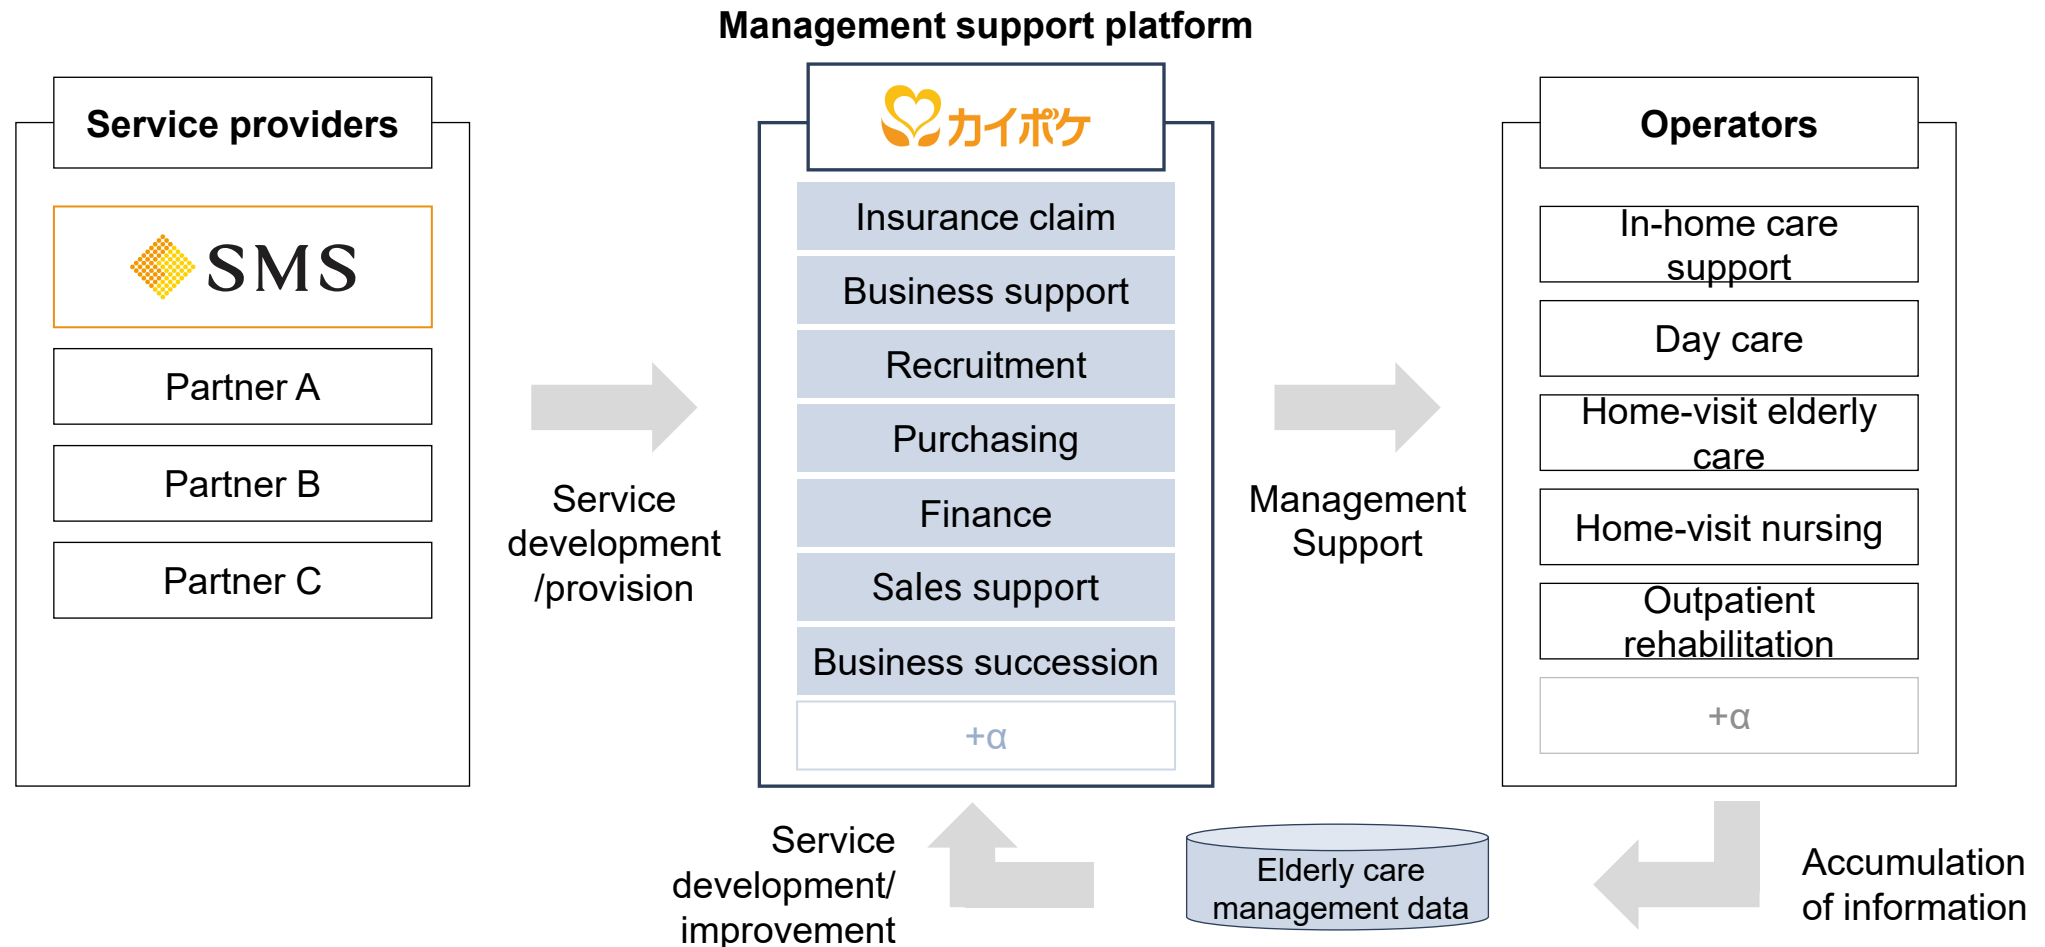 Management support platform
Service providers
SMS
Partner A
Partner B
Partner C
Service
development
/provision
カイポケ
Insurance claim
Business support
Recruitment
Purchasing
Finance
Sales support
Business succession
+α
Management
Support
Operators
In-home care
support
Day care
Home-visit elderly
care
Home-visit nursing
Outpatient
rehabilitation
+α
Accumulation
of information
Elderly care
management data
Service
development/
improvement